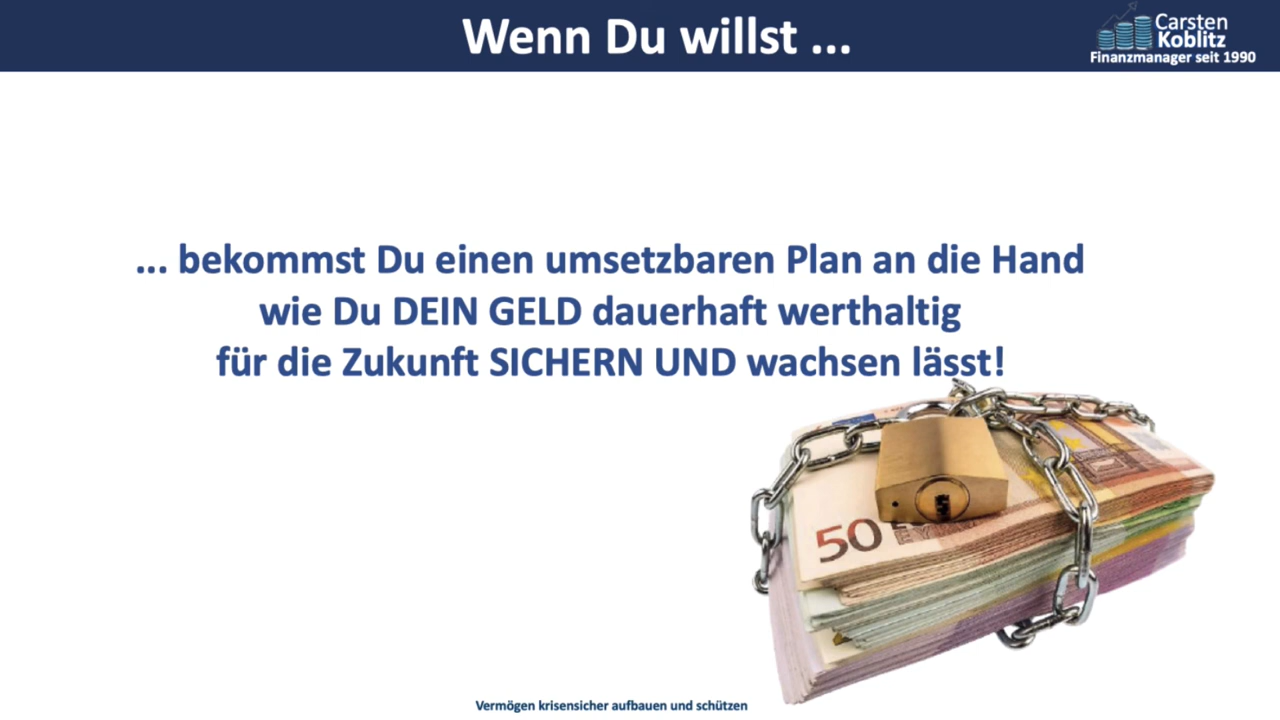 Wenn Du willst ...
Carsten
Koblitz
Finanzmanager seit 1990
... bekommst Du einen umsetzbaren Plan an die Hand
wie Du DEIN GELD dauerhaft werthaltig
für die Zukunft SICHERN UND wachsen lässt!
50
Vermögen krisensicher aufbauen und schützen